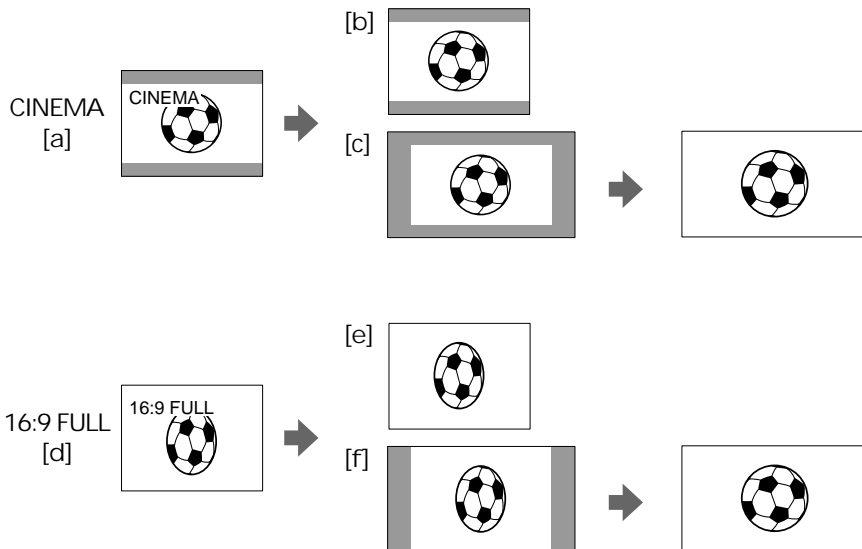 CINEMA
[a]
CINEMA
[b]
[c]
16:9 FULL
[d]
16:9 FULL
[e]
[f]